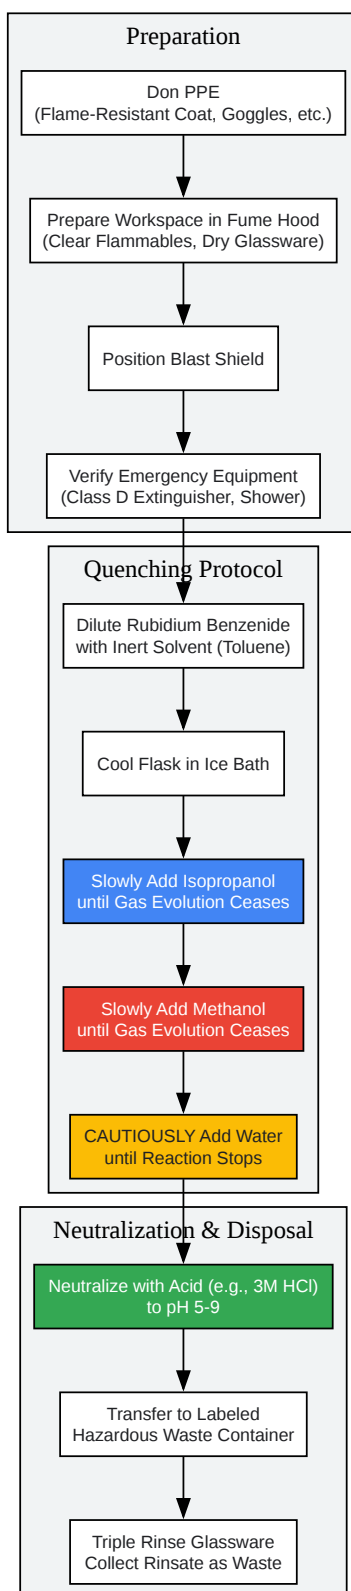 Preparation
Don PPE
(Flame-Resistant Coat, Goggles, etc.)
Prepare Workspace in Fume Hood
(Clear Flammables, Dry Glassware)
Position Blast Shield
Verify Emergency Equipment
(Class D Extinguisher, Shower)
Quenching Protocol
Dilute Rubidium Benzenide
with Inert Solvent (Toluene)
Cool Flask in Ice Bath
Slowly Add Isopropanol
until Gas Evolution Ceases
Slowly Add Methanol
until Gas Evolution Ceases
CAUTIOUSLY Add Water
until Reaction Stops
Neutralization & Disposal
Neutralize with Acid (e.g., 3M HCl)
to pH 5-9
Transfer to Labeled
Hazardous Waste Container
Triple Rinse Glassware
Collect Rinsate as Waste